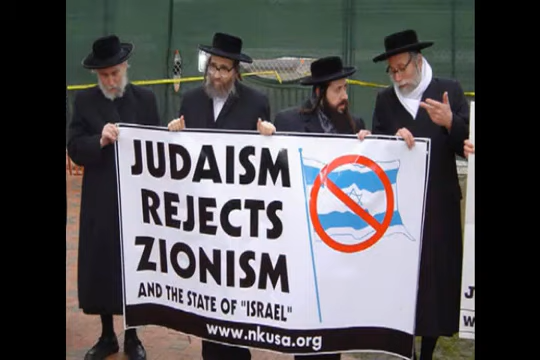 JUDAISM
REJECTS
ZIONISM
AND THE STATE OF "ISRAEL"
www.nkusa.org